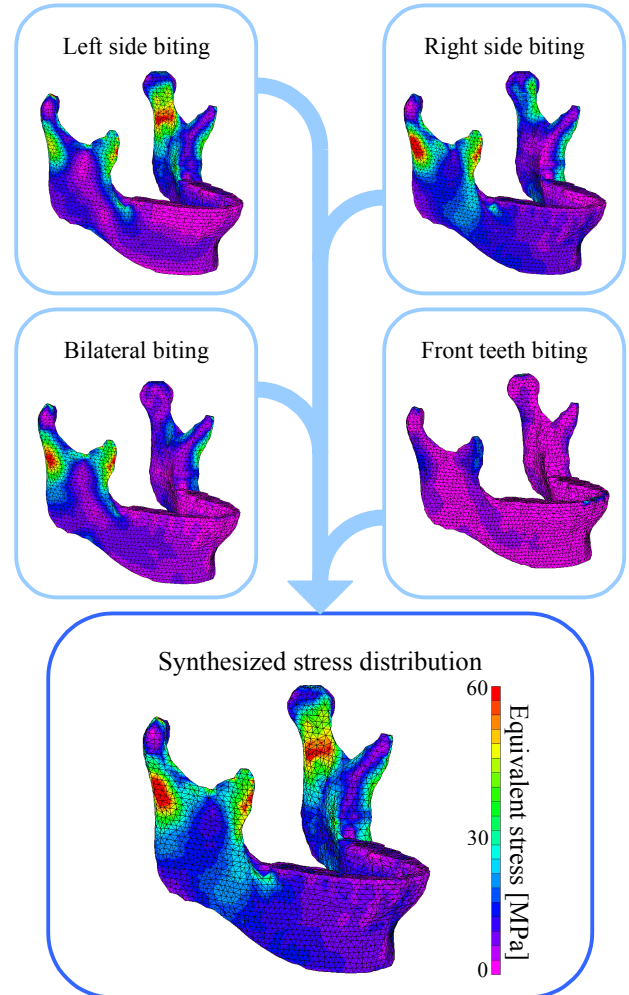 Left side biting
Right side biting
Bilateral biting
Front teeth biting
Synthesized stress distribution
60
30
0
Equivalent stress [MPa]